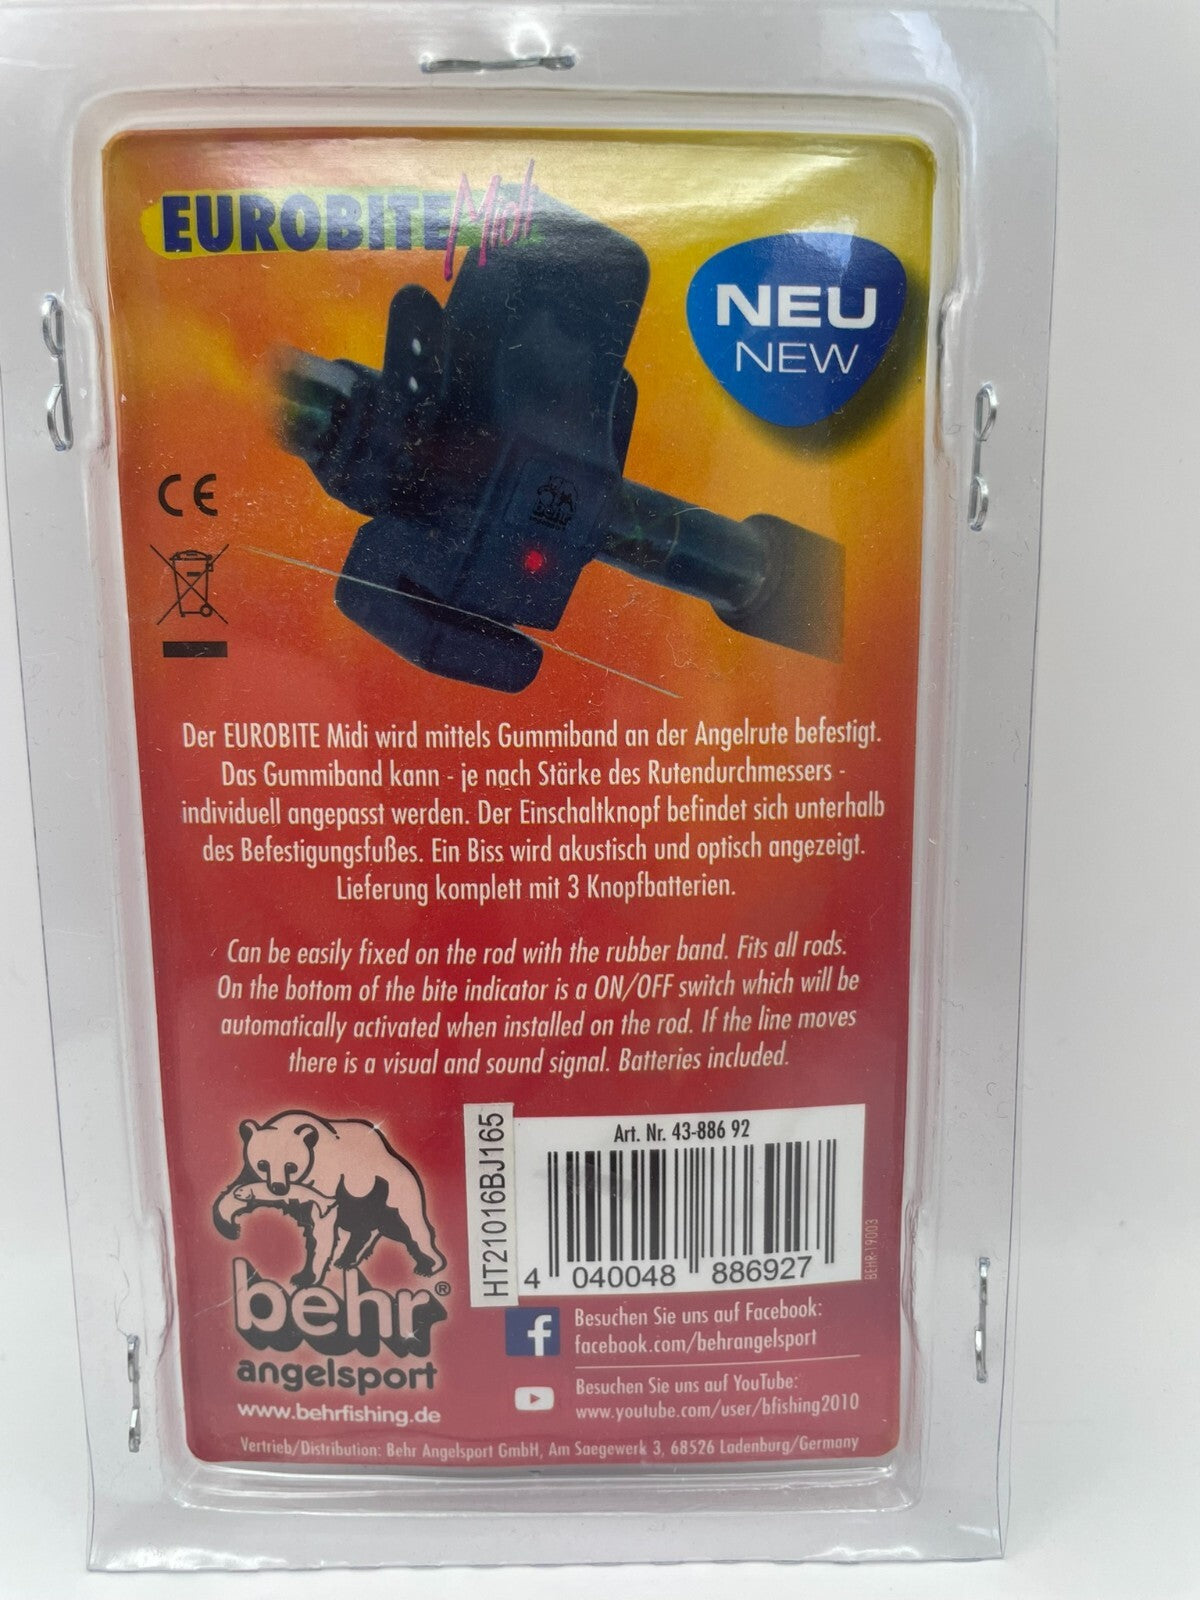 EUROBITE Midi
NEU
NEW
CE
behr
Der EUROBITE Midi wird mittels Gummiband an der Angelrute befestigt.
Das Gummiband kann - je nach Stärke des Rutendurchmessers -
individuell angepasst werden. Der Einschaltknopf befindet sich unterhalb
des Befestigungsfußes. Ein Biss wird akustisch und optisch angezeigt.
Lieferung komplett mit 3 Knopfbatterien.
Can be easily fixed on the rod with the rubber band. Fits all rods.
On the bottom of the bite indicator is a ON/OFF switch which will be
automatically activated when installed on the rod. If the line moves
there is a visual and sound signal. Batteries included.
HT21016BJ165
Art. Nr. 43-886 92
4 040048 886927
BEHR-19003
behr®
angelsport
www.behrfishing.de
f
Besuchen Sie uns auf Facebook:
facebook.com/behrangelsport
Besuchen Sie uns auf YouTube:
www.youtube.com/user/bfishing2010
Vertrieb/Distribution: Behr Angelsport GmbH, Am Saegewerk 3, 68526 Ladenburg/Germany